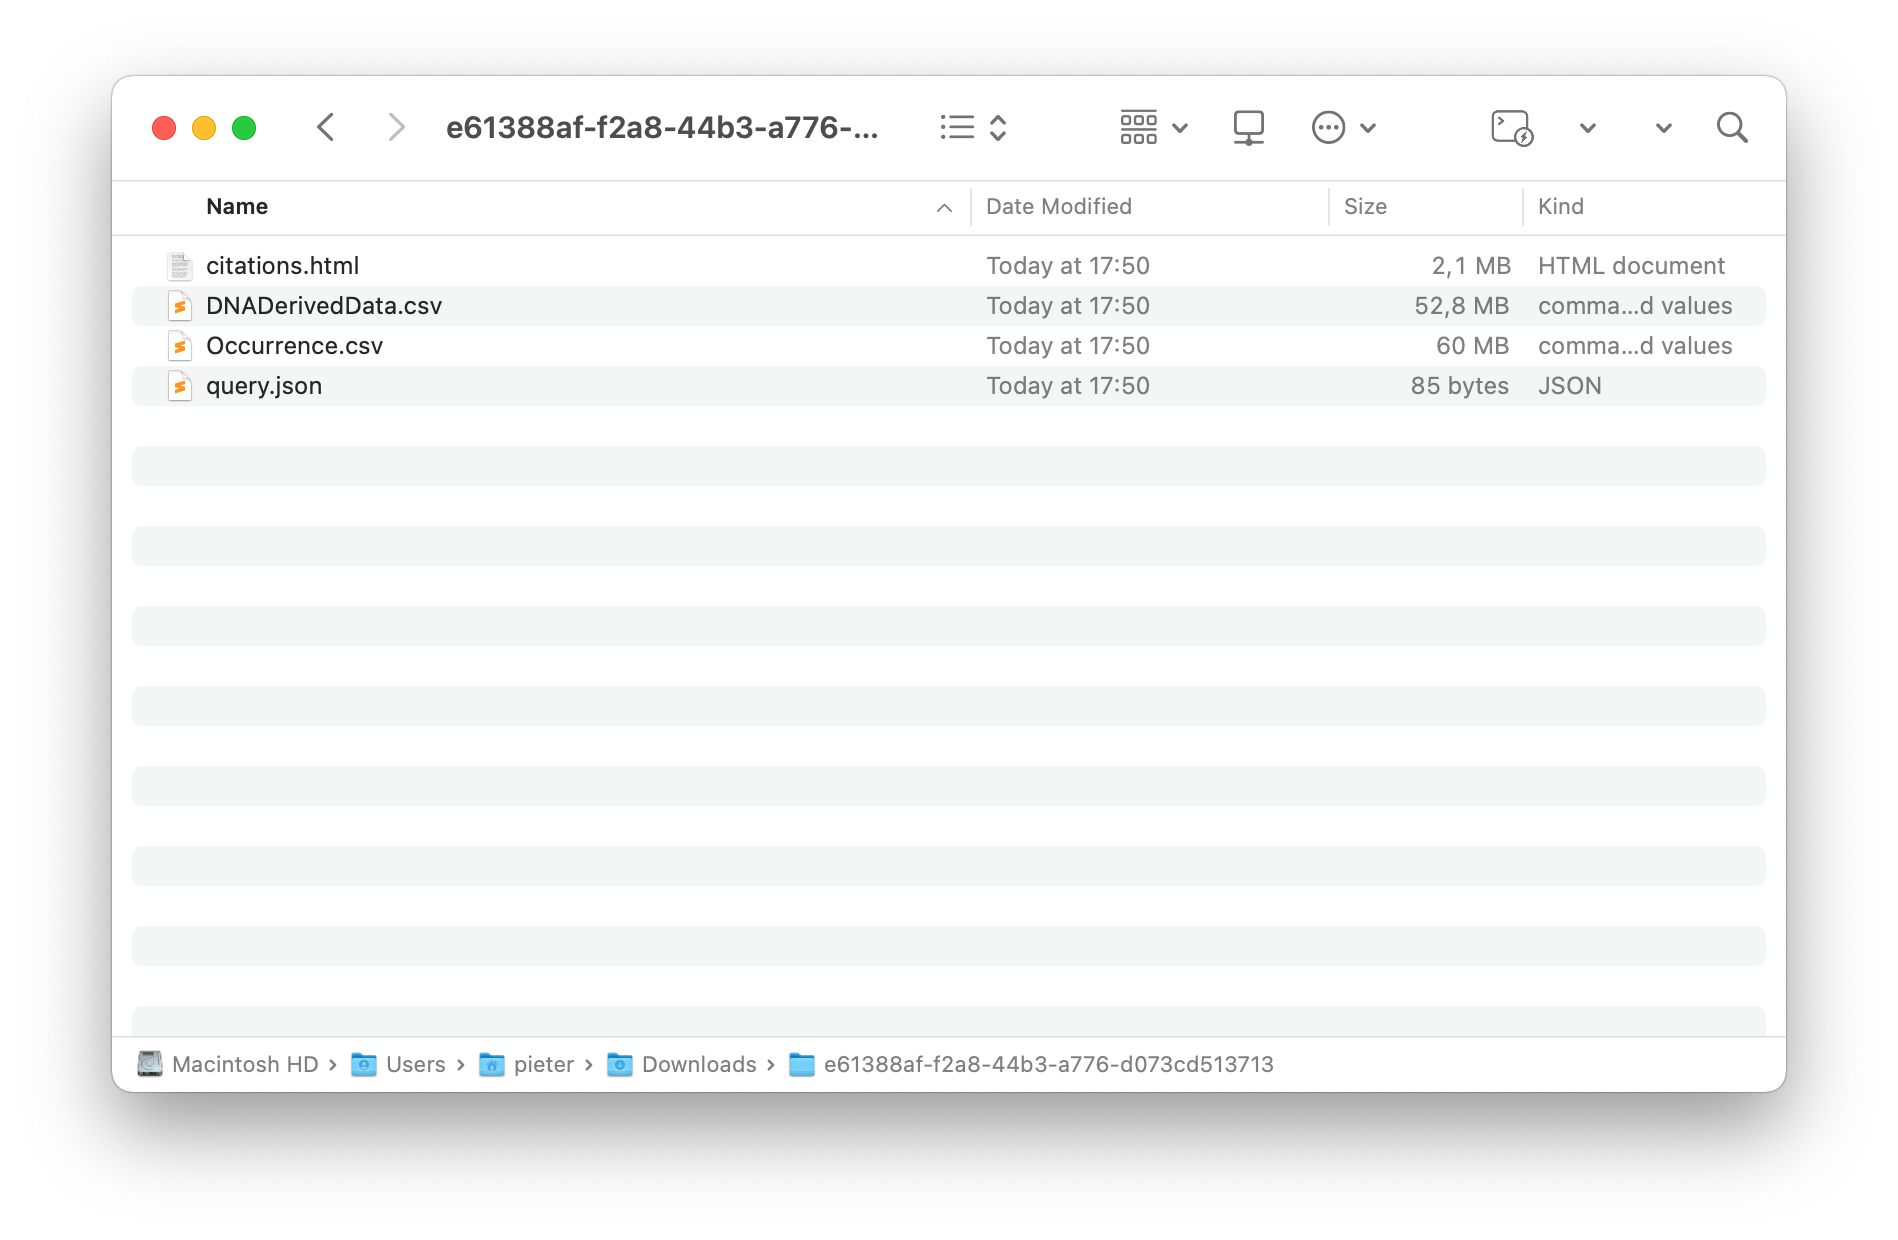 e61388af-f2a8-44b3-a776-...
Name Date Modified Size Kind
citations.html Today at 17:50 2,1 MB HTML document
DNADerivedData.csv Today at 17:50 52,8 MB comma...d values
Occurrence.csv Today at 17:50 60 MB comma...d values
query.json Today at 17:50 85 bytes JSON
Macintosh HD › Users › pieter › Downloads › e61388af-f2a8-44b3-a776-d073cd513713